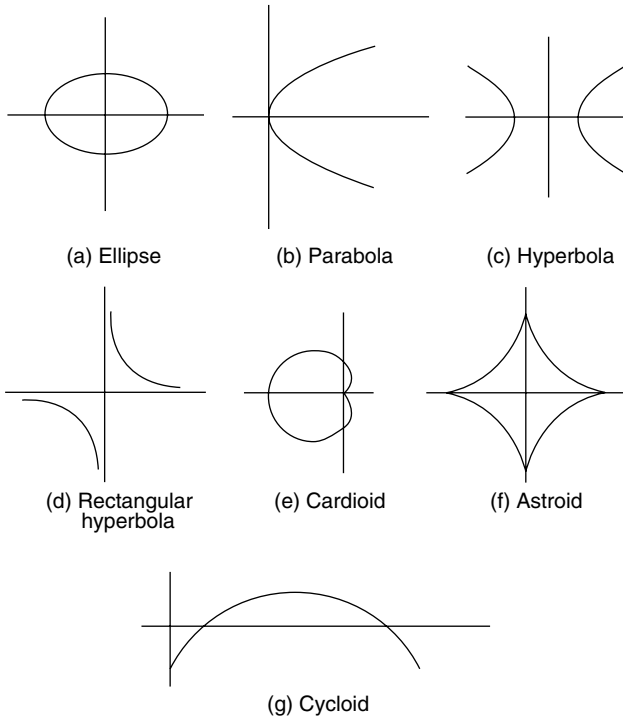 (a) Ellipse
(b) Parabola
(c) Hyperbola
(d) Rectangular
hyperbola
(e) Cardioid
(f) Astroid
(g) Cycloid